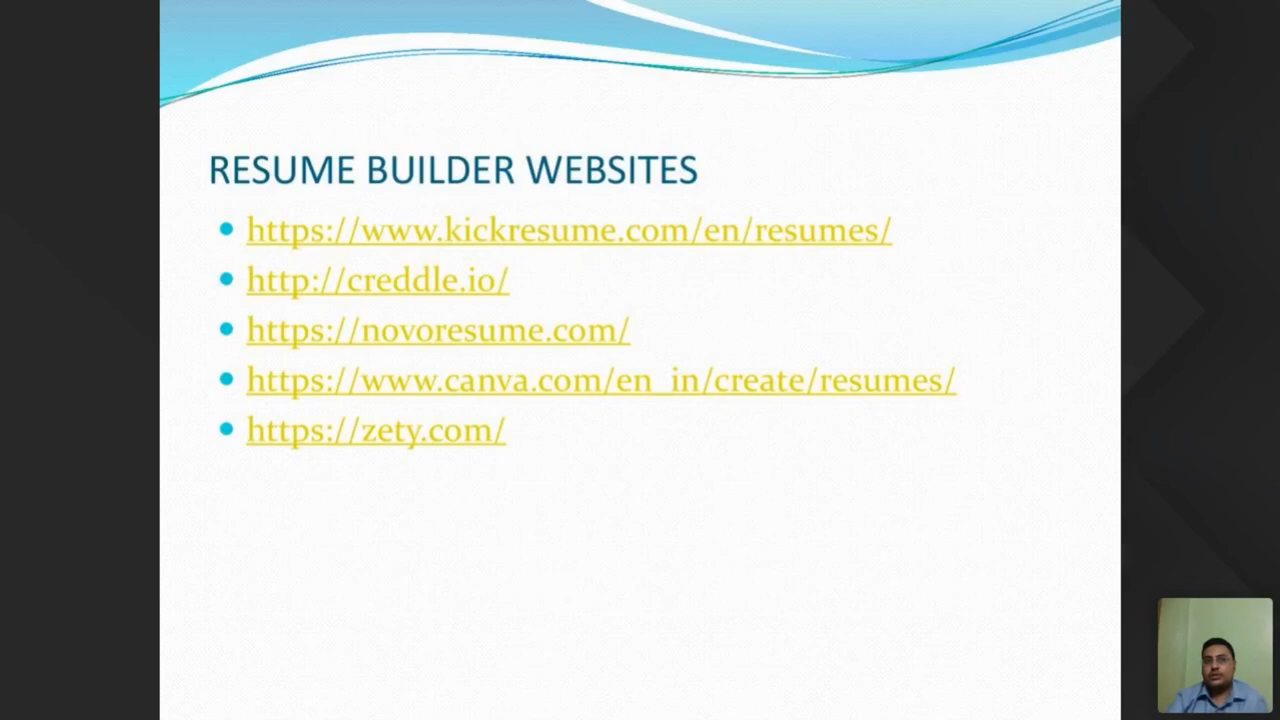 RESUME BUILDER WEBSITES
https://www.kickresume.com/en/resumes/
http://creddle.io/
https://novoresume.com/
https://www.canva.com/en_in/create/resumes/
https://zety.com/